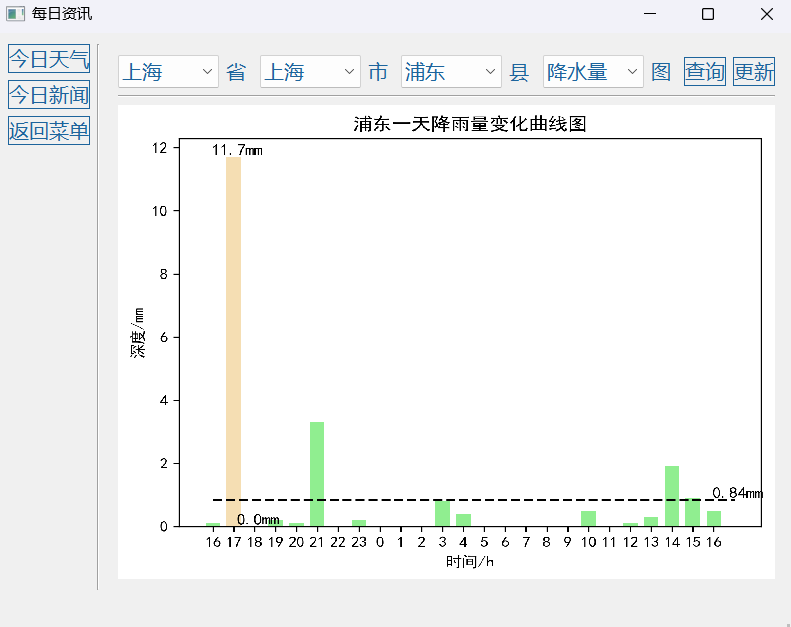 每日资讯
今日天气
今日新闻
返回菜单
上海 省 上海 市 浦东 县 降水量 图 查询 更新
浦东一天降雨量变化曲线图
12
10
8
6
4
2
0
深度/mm
11.7mm
0.0mm
0.84mm
16 17 18 19 20 21 22 23 0 1 2 3 4 5 6 7 8 9 10 11 12 13 14 15 16
时间/h